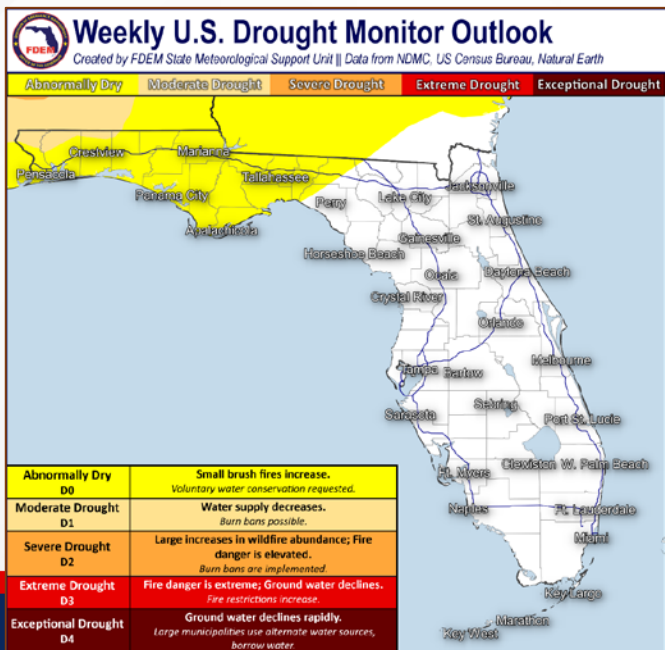 FDEM
Weekly U.S. Drought Monitor Outlook
Created by FDEM State Meteorological Support Unit || Data from NDMC, US Census Bureau, Natural Earth
Abnormally Dry Moderate Drought Severe Drought Extreme Drought Exceptional Drought
Crestview
Marianna
Pensacola
Tallahassee
Panama City
Apalachicola
Perry
Lake City
Jacksonville
St. Augustine
Gainesville
Horseshoe Beach
Ocala
Daytona Beach
Crystal River
Orlando
Melbourne
Tampa
Bartow
Sebring
Sarasota
Port St. Lucie
Ft. Myers
Clewiston
W. Palm Beach
Naples
Ft. Lauderdale
Miami
Key Largo
Marathon
Key West
Abnormally Dry
D0
Small brush fires increase.
Voluntary water conservation requested.
Moderate Drought
D1
Water supply decreases.
Burn bans possible.
Severe Drought
D2
Large increases in wildfire abundance; Fire
danger is elevated.
Burn bans are implemented.
Extreme Drought
D3
Fire danger is extreme; Ground water declines.
Fire restrictions increase.
Exceptional Drought
D4
Ground water declines rapidly.
Large municipalities use alternate water sources,
borrow water.